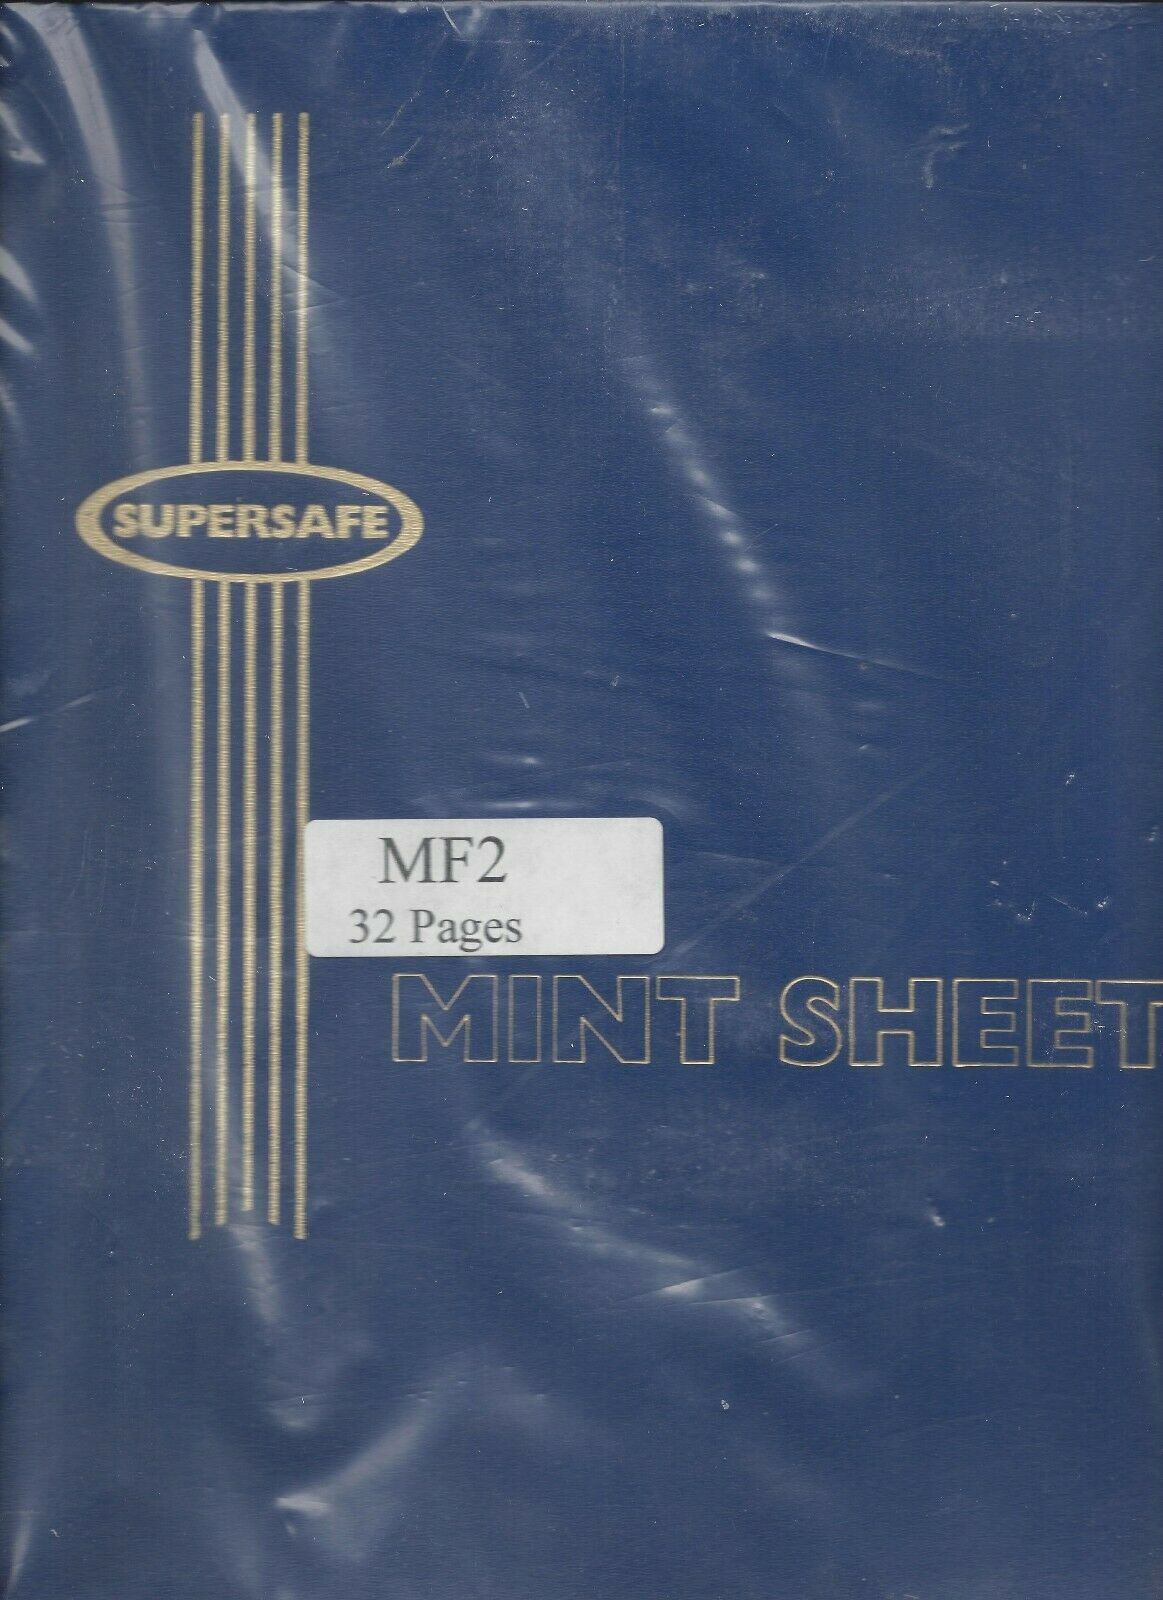 SUPERSAFE
MF2
32 Pages
MINT SHEET